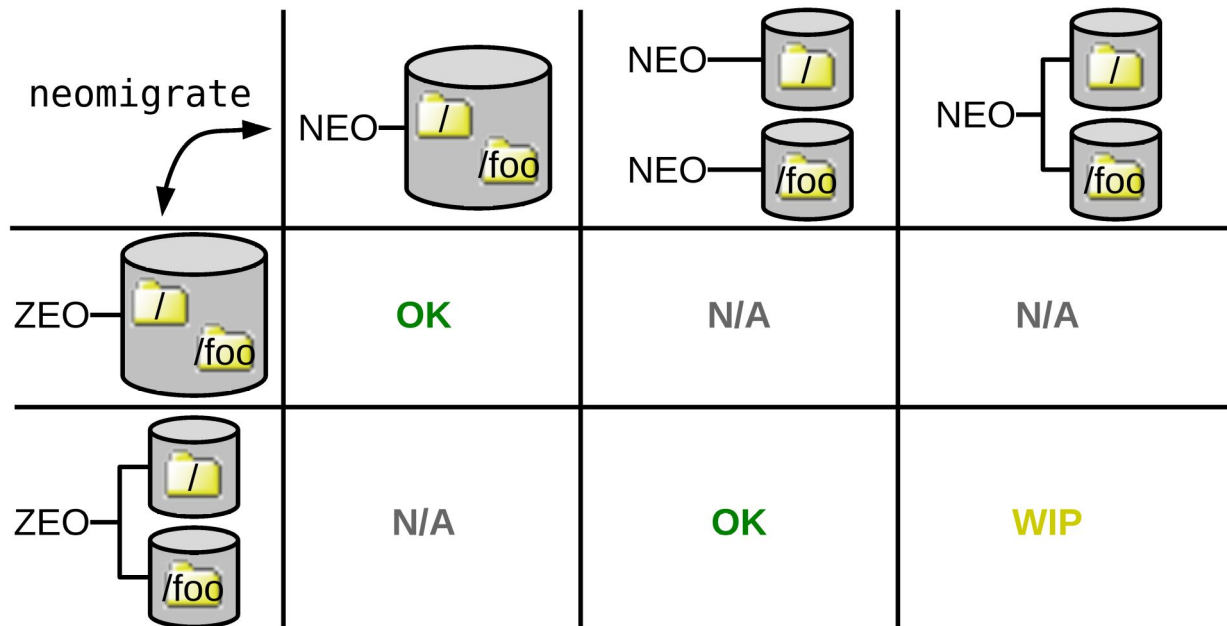 neomigrate
NEO
/
/foo
NEO
/
NEO
/foo
NEO
/
/foo
ZEO
/
/foo
OK
N/A
N/A
ZEO
/
/foo
N/A
OK
WIP